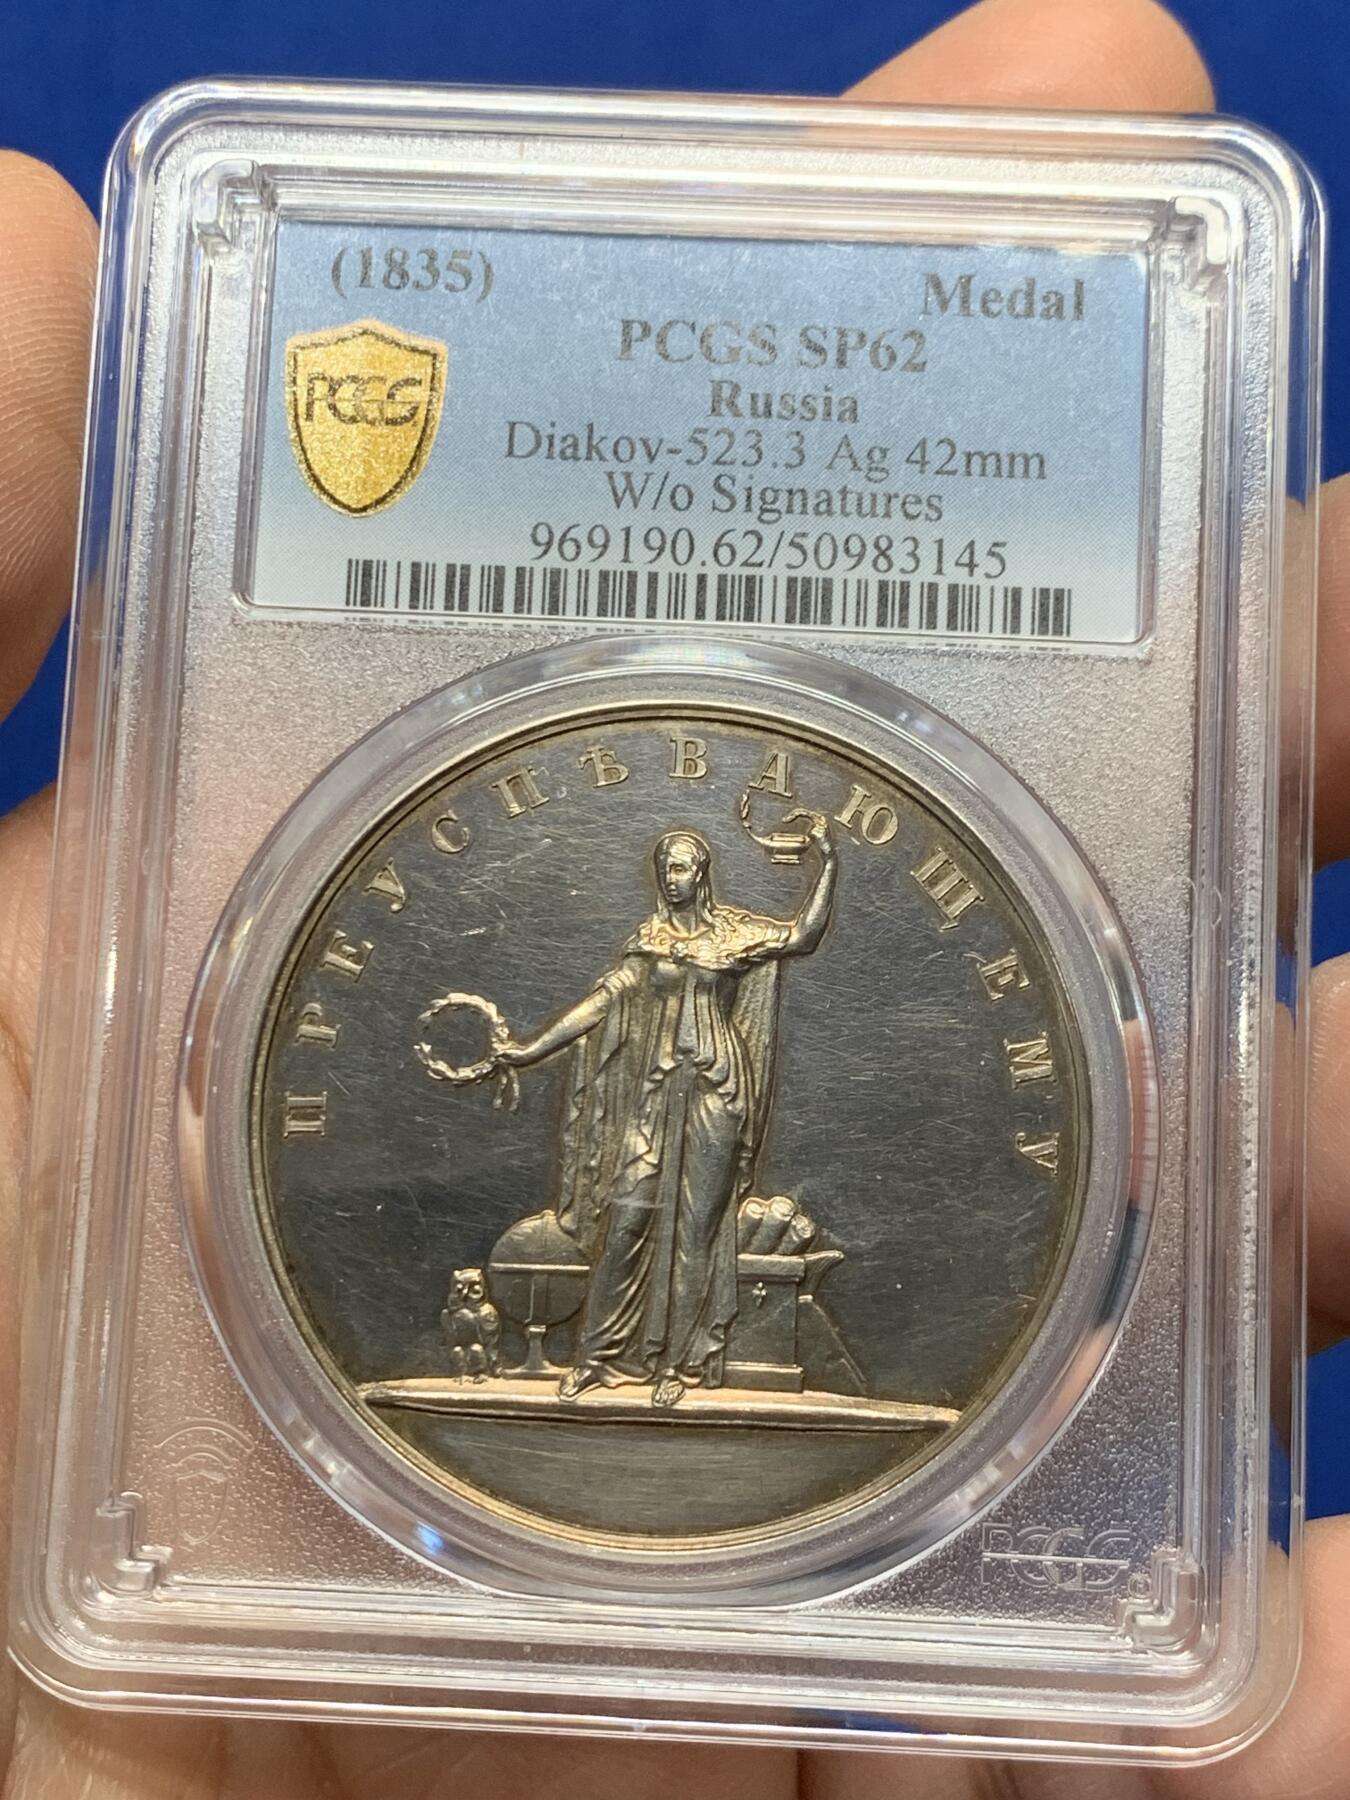 (1835)
Medal
PCGS SP62
PCGS
Russia
Diakov-523.3 Ag 42mm
W/o Signatures
969190.62/50983145
ПРЕУСПѢВАЮЩЕМУ
PCGS